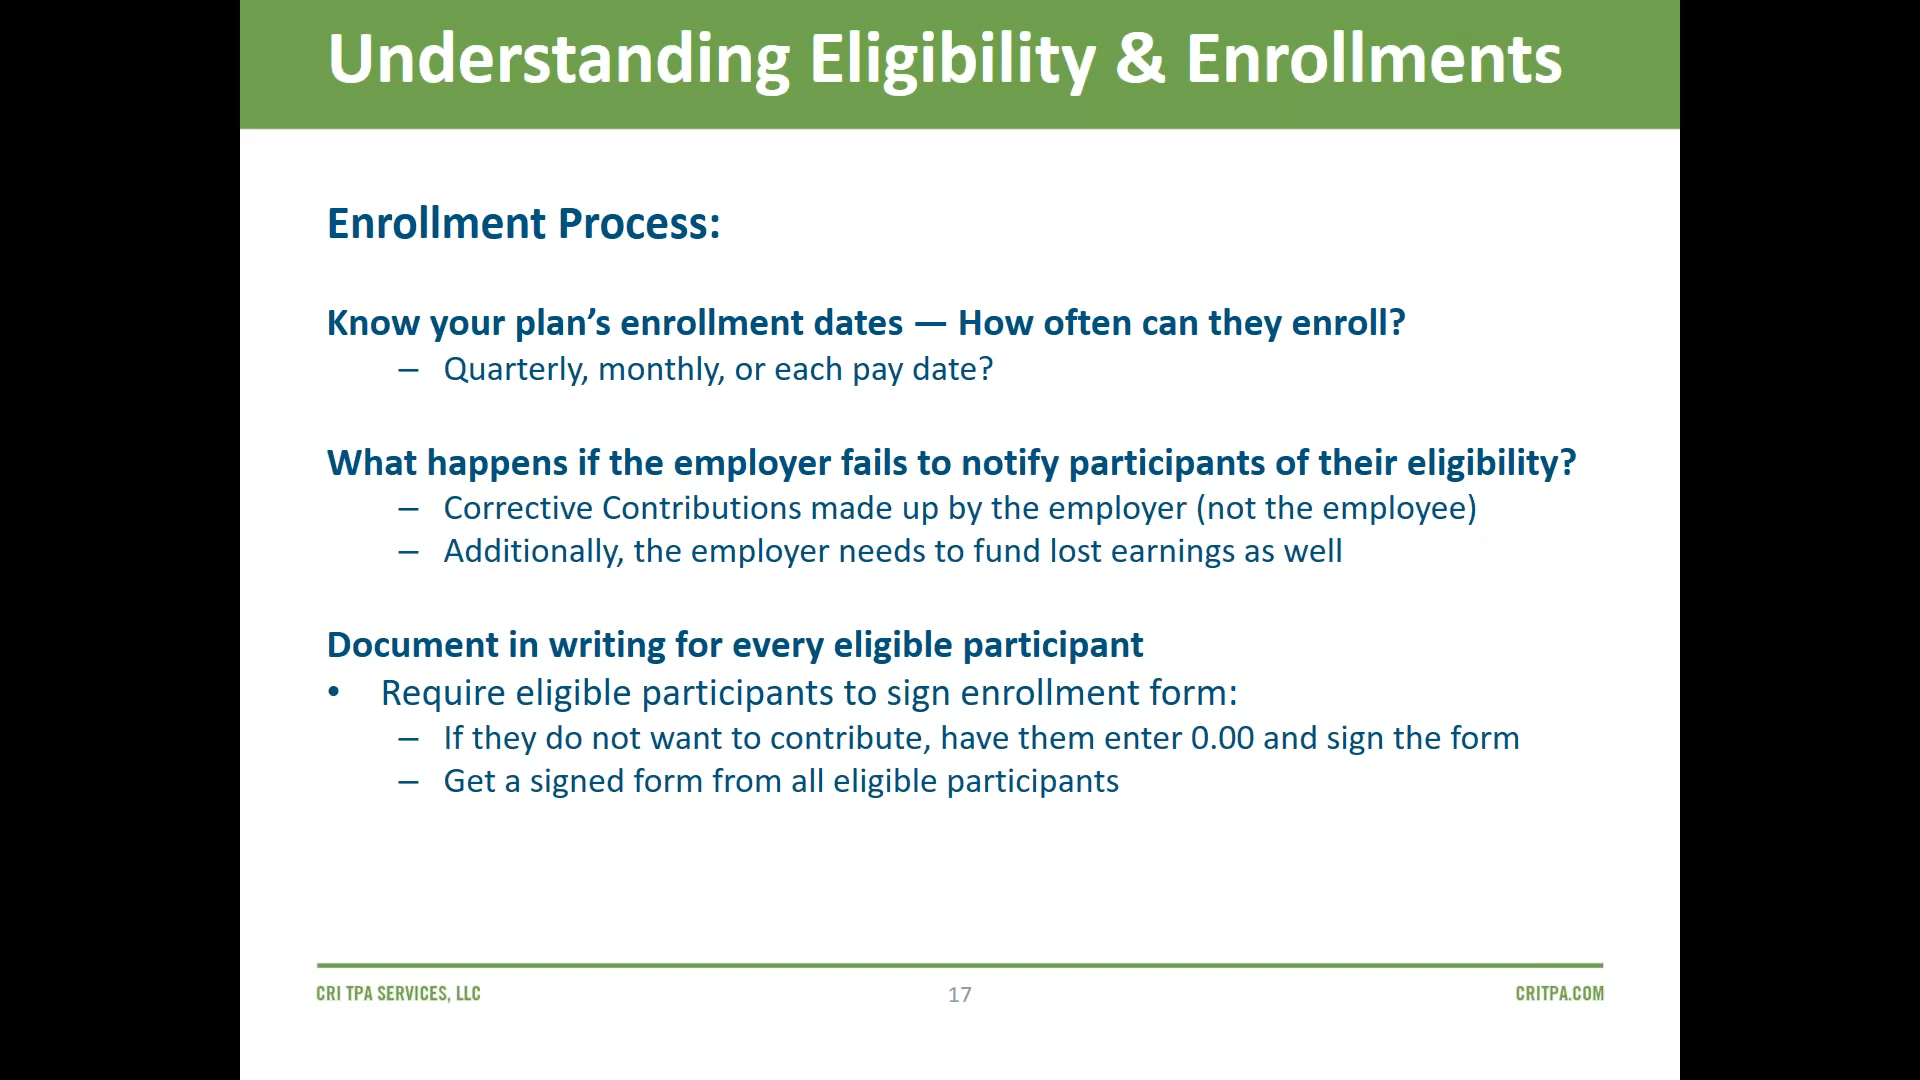 Understanding Eligibility & Enrollments
Enrollment Process:
Know your plan’s enrollment dates — How often can they enroll?
– Quarterly, monthly, or each pay date?
What happens if the employer fails to notify participants of their eligibility?
– Corrective Contributions made up by the employer (not the employee)
– Additionally, the employer needs to fund lost earnings as well
Document in writing for every eligible participant
• Require eligible participants to sign enrollment form:
– If they do not want to contribute, have them enter 0.00 and sign the form
– Get a signed form from all eligible participants
CRI TPA SERVICES, LLC
17
CRITPA.COM